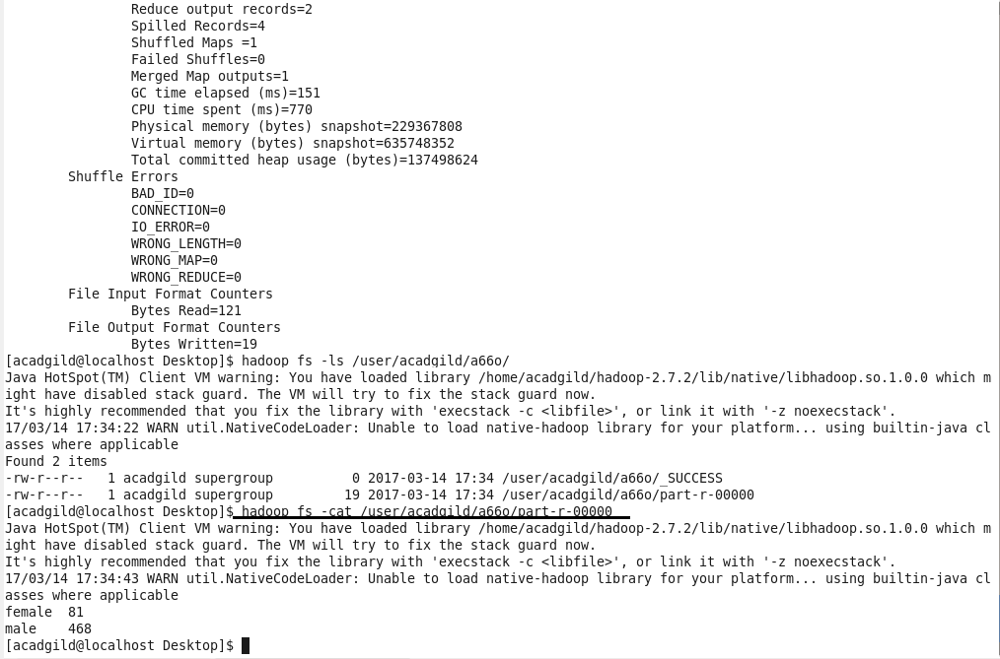 Reduce output records=2
Spilled Records=4
Shuffled Maps =1
Failed Shuffles=0
Merged Map outputs=1
GC time elapsed (ms)=151
CPU time spent (ms)=770
Physical memory (bytes) snapshot=229367808
Virtual memory (bytes) snapshot=635748352
Total committed heap usage (bytes)=137498624
Shuffle Errors
BAD_ID=0
CONNECTION=0
IO_ERROR=0
WRONG_LENGTH=0
WRONG_MAP=0
WRONG_REDUCE=0
File Input Format Counters
Bytes Read=121
File Output Format Counters
Bytes Written=19
[acadgild@localhost Desktop]$ hadoop fs -ls /user/acadgild/a66o/
Java HotSpot(TM) Client VM warning: You have loaded library /home/acadgild/hadoop-2.7.2/lib/native/libhadoop.so.1.0.0 which m
ight have disabled stack guard. The VM will try to fix the stack guard now.
It's highly recommended that you fix the library with 'execstack -c <libfile>', or link it with '-z noexecstack'.
17/03/14 17:34:22 WARN util.NativeCodeLoader: Unable to load native-hadoop library for your platform... using builtin-java cl
asses where applicable
Found 2 items
-rw-r--r--   1 acadgild supergroup          0 2017-03-14 17:34 /user/acadgild/a66o/_SUCCESS
-rw-r--r--   1 acadgild supergroup         19 2017-03-14 17:34 /user/acadgild/a66o/part-r-00000
[acadgild@localhost Desktop]$ hadoop fs -cat /user/acadgild/a66o/part-r-00000
Java HotSpot(TM) Client VM warning: You have loaded library /home/acadgild/hadoop-2.7.2/lib/native/libhadoop.so.1.0.0 which m
ight have disabled stack guard. The VM will try to fix the stack guard now.
It's highly recommended that you fix the library with 'execstack -c <libfile>', or link it with '-z noexecstack'.
17/03/14 17:34:43 WARN util.NativeCodeLoader: Unable to load native-hadoop library for your platform... using builtin-java cl
asses where applicable
female  81
male    468
[acadgild@localhost Desktop]$